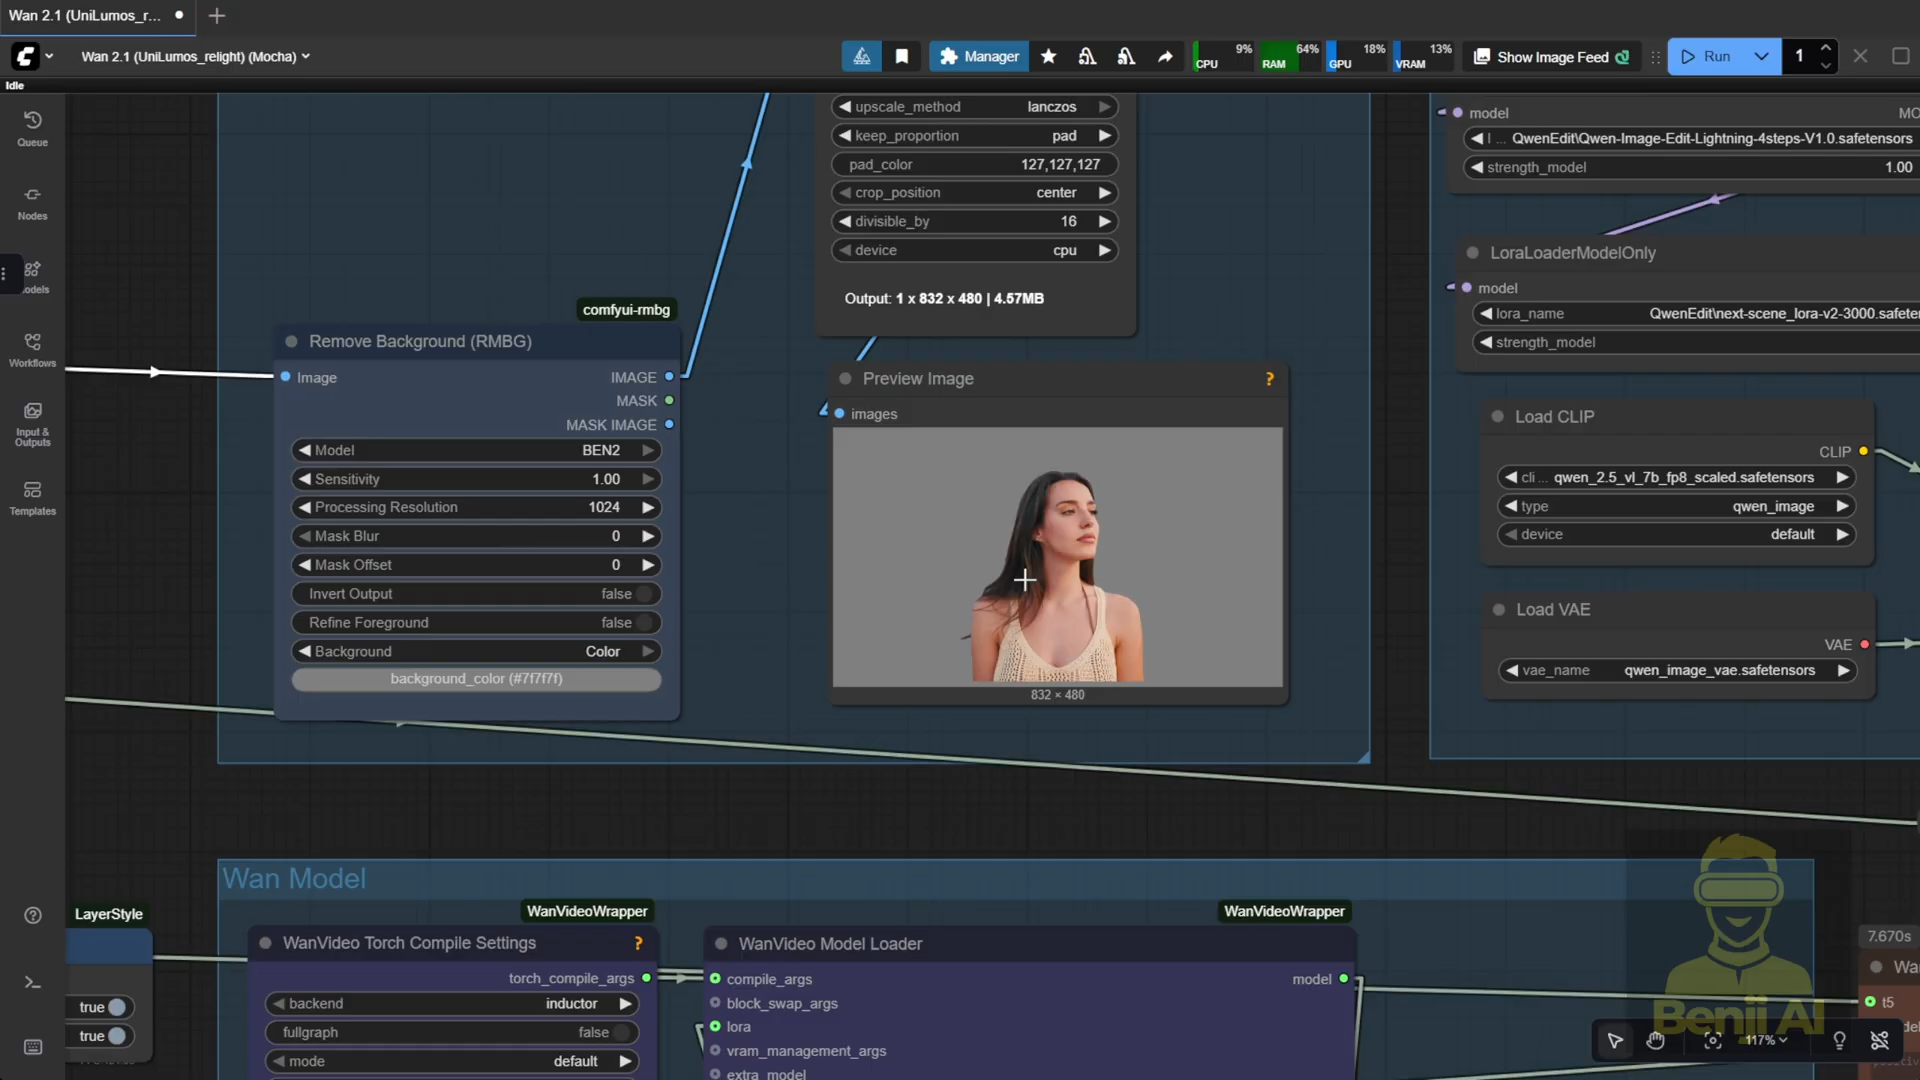 Wan 2.1 (UniLumos_r...
Wan 2.1 (UniLumos_relight) (Mocha)
Manager
9%
CPU
64%
RAM
18%
GPU
13%
VRAM
Show Image Feed
Run
1
Idle
Queue
Nodes
Workflows
Input & Outputs
Templates
upscale_method lanczos
keep_proportion pad
pad_color 127,127,127
crop_position center
divisible_by 16
device cpu
Output: 1 x 832 x 480 | 4.57MB
comfyui-rmbg
Remove Background (RMBG)
Image IMAGE
MASK
MASK IMAGE
Model BEN2
Sensitivity 1.00
Processing Resolution 1024
Mask Blur 0
Mask Offset 0
Invert Output false
Refine Foreground false
Background Color
background_color (#7f7f7f)
Preview Image ?
images
832 × 480
model MO
l ... QwenEdit\Qwen-Image-Edit-Lightning-4steps-V1.0.safetensors
strength_model 1.00
LoraLoaderModelOnly
model
lora_name QwenEdit\next-scene_lora-v2-3000.safete
strength_model
Load CLIP
CLIP
cli ... qwen_2.5_vl_7b_fp8_scaled.safetensors
type qwen_image
device default
Load VAE
VAE
vae_name qwen_image_vae.safetensors
Wan Model
LayerStyle
true
true
WanVideoWrapper
WanVideo Torch Compile Settings ?
torch_compile_args
backend inductor
fullgraph false
mode default
WanVideoWrapper
WanVideo Model Loader
compile_args model
block_swap_args
lora
vram_management_args
extra_model
7.670s
t5
Benji AI
117%